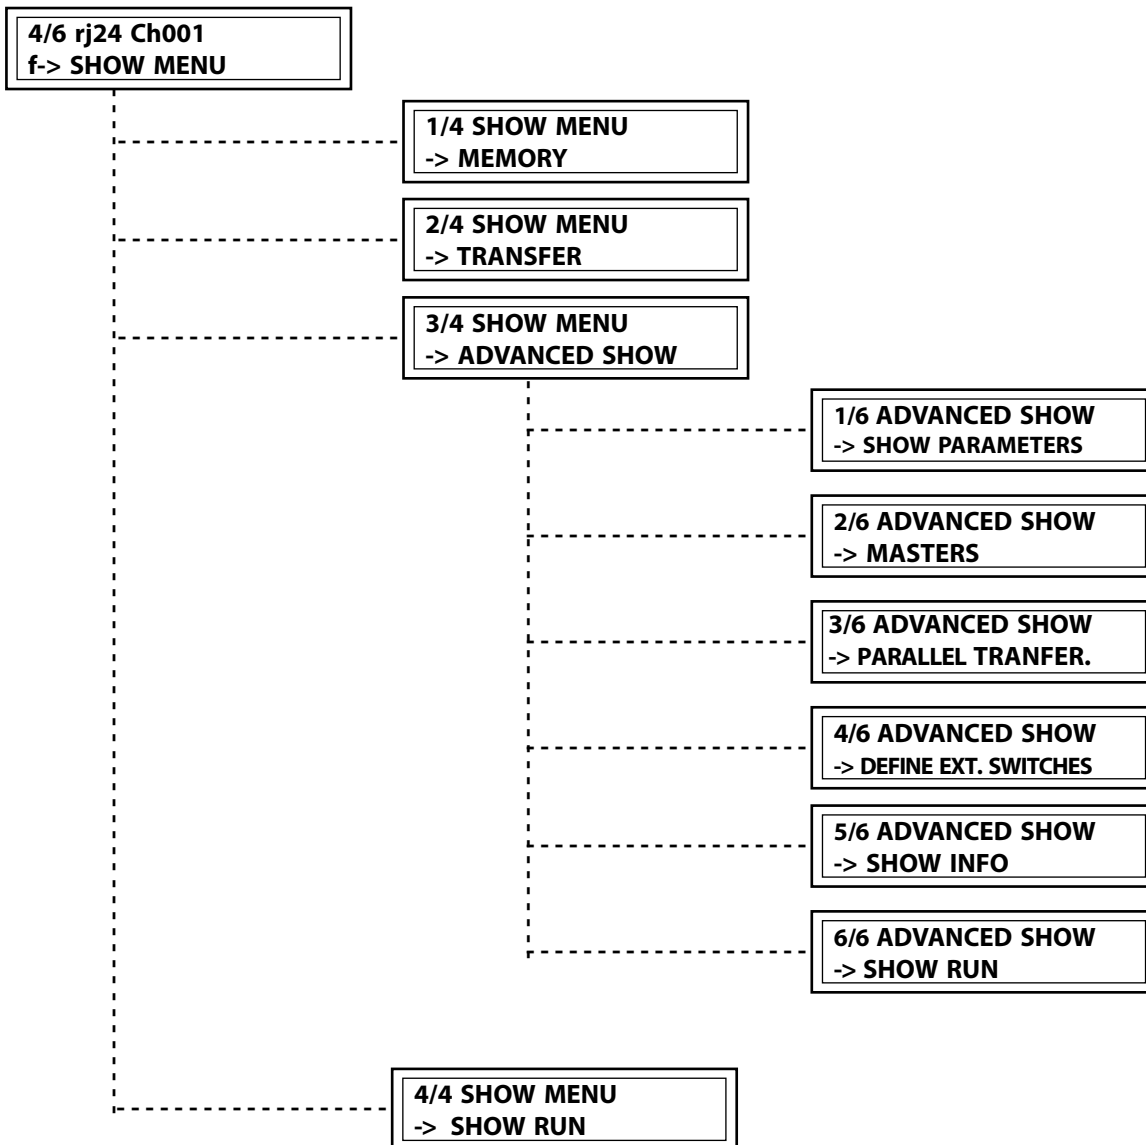 4/6 rj24 Ch001
f-> SHOW MENU
1/4 SHOW MENU
-> MEMORY
2/4 SHOW MENU
-> TRANSFER
3/4 SHOW MENU
-> ADVANCED SHOW
1/6 ADVANCED SHOW
-> SHOW PARAMETERS
2/6 ADVANCED SHOW
-> MASTERS
3/6 ADVANCED SHOW
-> PARALLEL TRANFER.
4/6 ADVANCED SHOW
-> DEFINE EXT. SWITCHES
5/6 ADVANCED SHOW
-> SHOW INFO
6/6 ADVANCED SHOW
-> SHOW RUN
4/4 SHOW MENU
-> SHOW RUN